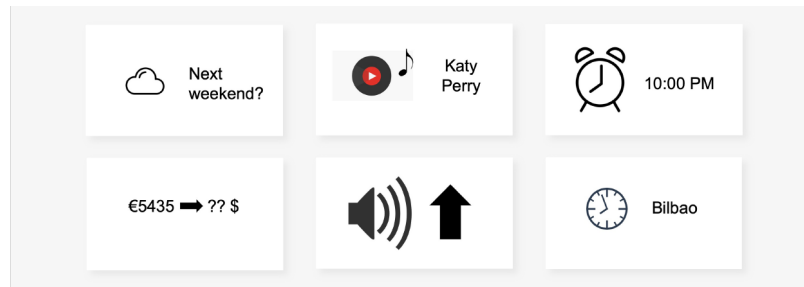 Next
weekend?
Katy
Perry
10:00 PM
€5435 ➡ ?? $
Bilbao